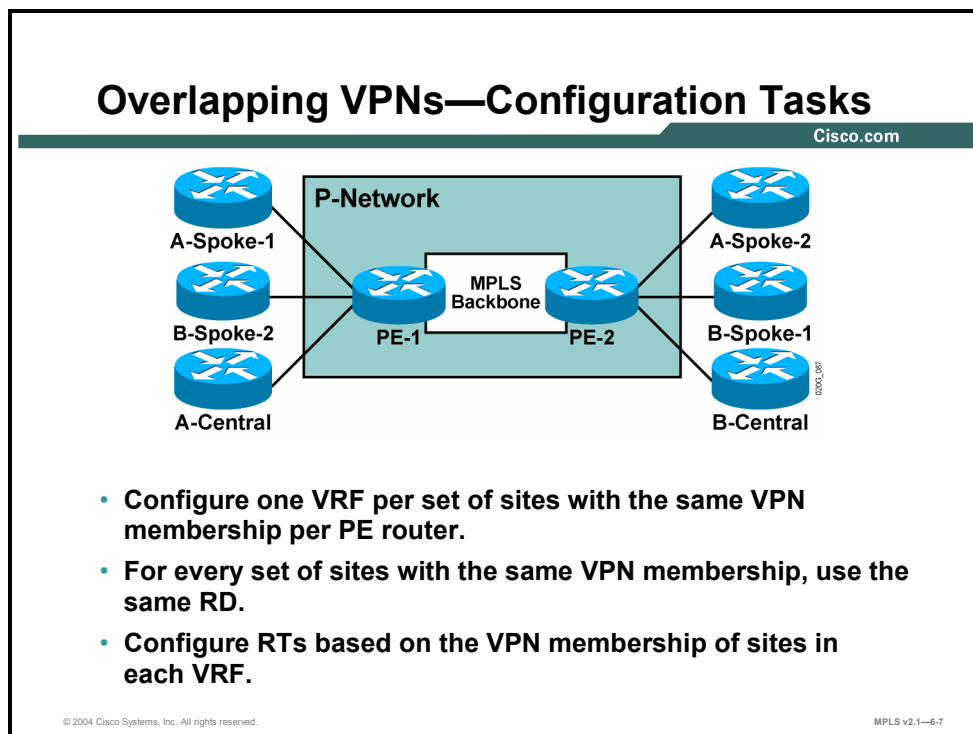 Overlapping VPNs—Configuration Tasks
Cisco.com
P-Network
A-Spoke-1
A-Spoke-2
MPLS
Backbone
B-Spoke-2
PE-1
PE-2
B-Spoke-1
A-Central
B-Central
020G_087
• Configure one VRF per set of sites with the same VPN
membership per PE router.
• For every set of sites with the same VPN membership, use the
same RD.
• Configure RTs based on the VPN membership of sites in
each VRF.
© 2004 Cisco Systems, Inc. All rights reserved.
MPLS v2.1—6-7